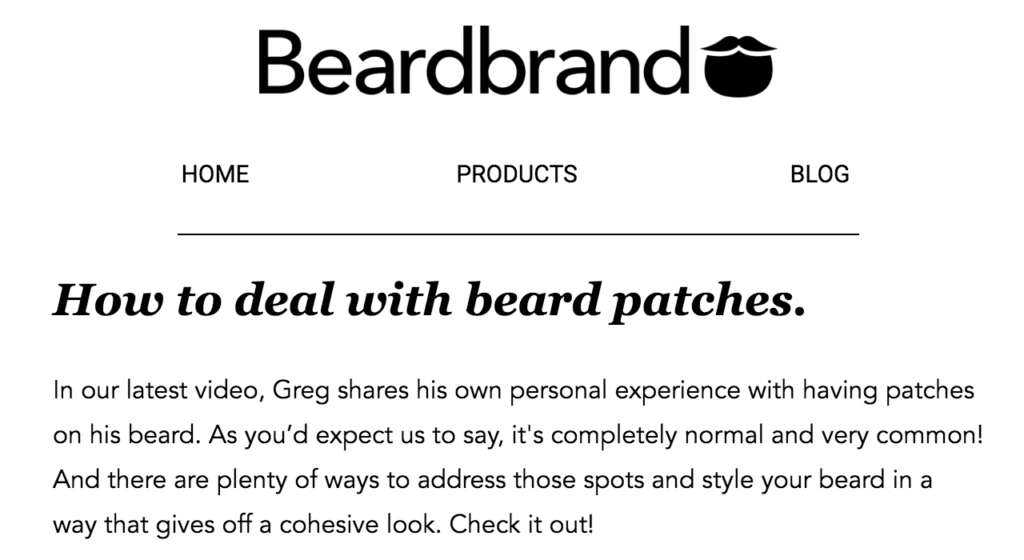 Beardbrand
HOME PRODUCTS BLOG
How to deal with beard patches.
In our latest video, Greg shares his own personal experience with having patches
on his beard. As you’d expect us to say, it's completely normal and very common!
And there are plenty of ways to address those spots and style your beard in a
way that gives off a cohesive look. Check it out!